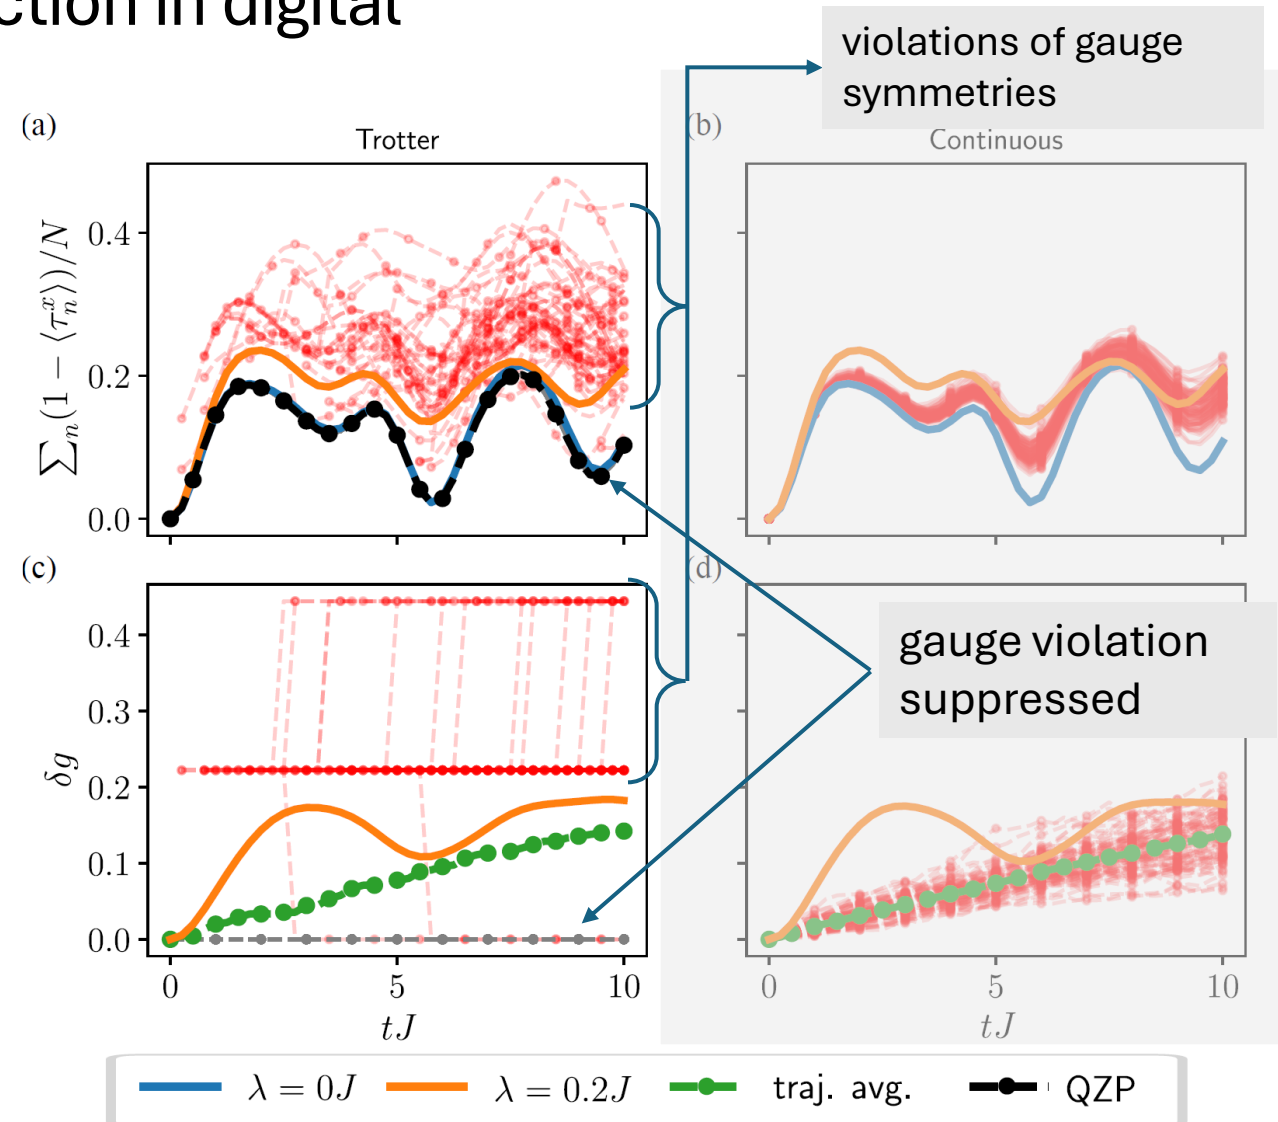 ction in digital
violations of gauge
symmetries
(a)
Trotter
(b)
Continuous
∑ₙ(1 − ⟨τₙˣ⟩)/N
0.4
0.2
0.0
(c)
(d)
gauge violation
suppressed
δg
0.4
0.3
0.2
0.1
0.0
0
5
10
0
5
10
tJ
tJ
λ = 0J
λ = 0.2J
traj. avg.
QZP